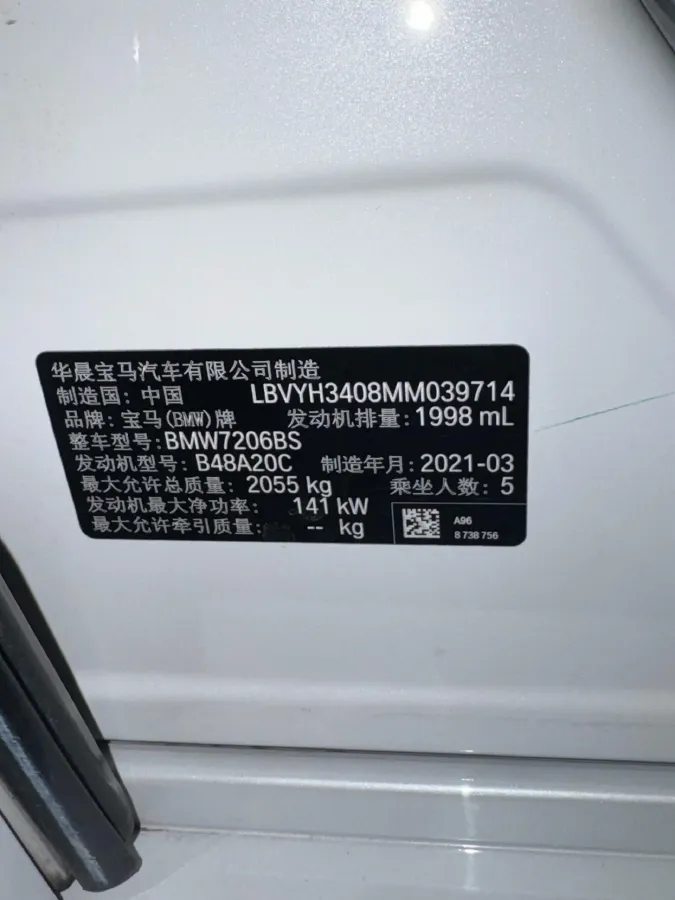 华晨宝马汽车有限公司制造
制造国: 中国 LBVYH3408MM039714
品牌: 宝马(BMW)牌 发动机排量: 1998 mL
整车型号: BMW7206BS
发动机型号: B48A20C 制造年月: 2021-03
最大允许总质量: 2055 kg 乘坐人数: 5
发动机最大净功率: 141 kW
最大允许牵引质量: -- kg
A96
8 738 756